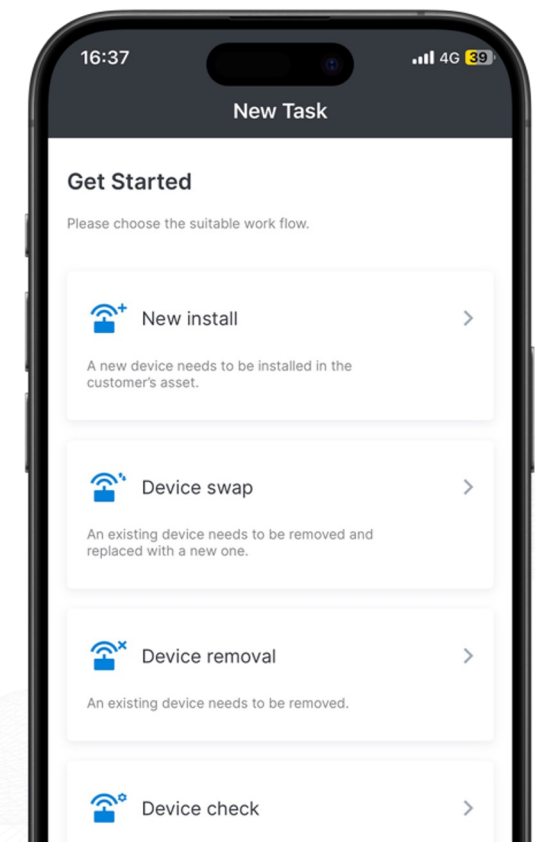 16:37
4G 39
New Task
Get Started
Please choose the suitable work flow.
New install
A new device needs to be installed in the
customer's asset.
Device swap
An existing device needs to be removed and
replaced with a new one.
Device removal
An existing device needs to be removed.
Device check